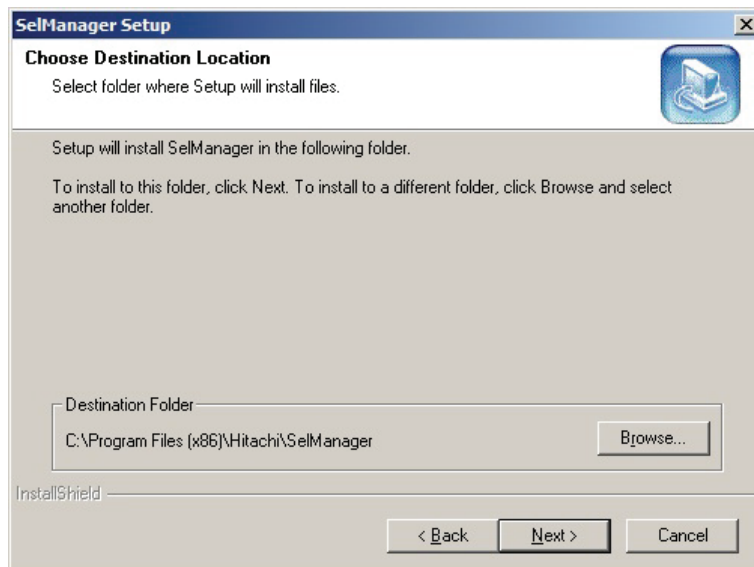 SelManager Setup
Choose Destination Location
Select folder where Setup will install files.
Setup will install SelManager in the following folder.
To install to this folder, click Next. To install to a different folder, click Browse and select
another folder.
Destination Folder
C:\Program Files (x86)\Hitachi\SelManager
Browse...
InstallShield
< Back
Next >
Cancel